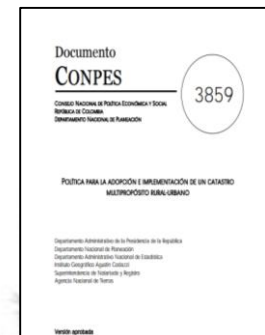 Documento
CONPES
CONSEJO NACIONAL DE POLÍTICA ECONÓMICA Y SOCIAL
REPÚBLICA DE COLOMBIA
DEPARTAMENTO NACIONAL DE PLANEACIÓN
3859
POLÍTICA PARA LA ADOPCIÓN E IMPLEMENTACIÓN DE UN CATASTRO
MULTIPROPÓSITO RURAL-URBANO
Departamento Administrativo de la Presidencia de la República
Departamento Nacional de Planeación
Departamento Administrativo Nacional de Estadística
Instituto Geográfico Agustín Codazzi
Superintendencia de Notariado y Registro
Agencia Nacional de Tierras
Versión aprobada